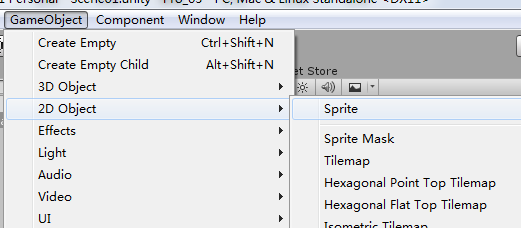 Personal - Scene01.unity - Pro_05 - PC, Mac & Linux Standalone <DX11>
GameObject Component Window Help
Create Empty Ctrl+Shift+N
Create Empty Child Alt+Shift+N
3D Object
et Store
2D Object
Sprite
Effects
Sprite Mask
Light
Tilemap
Audio
Hexagonal Point Top Tilemap
Video
Hexagonal Flat Top Tilemap
UI
Isometric Tilemap